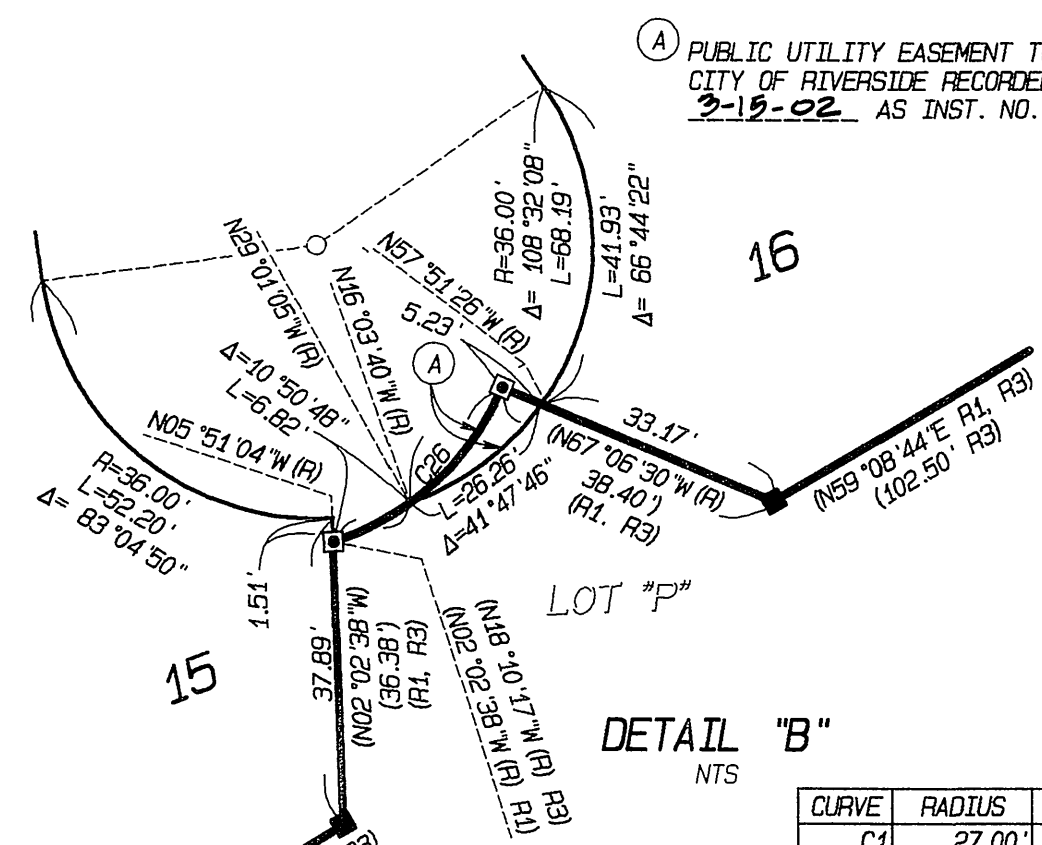 A PUBLIC UTILITY EASEMENT T
CITY OF RIVERSIDE RECORDE
3-15-02 AS INST. NO.
16
R=36.00'
Δ= 108°32'08"
L=68.19'
L=41.93'
Δ= 66°44'22"
N57°51'26"W (R)
5.23'
A
N29°01'05"W (R)
N16°03'40"W (R)
Δ=10°50'48"
L=6.82'
N05°51'04"W (R)
R=36.00'
L=52.20'
Δ= 83°04'50"
C26
L=26.26'
Δ=41°47'46"
33.17'
(N67°06'30"W (R)
38.40')
(R1. R3)
(N59°08'44"E R1, R3)
(102.50' R3)
1.51'
37.89'
(N02°02'38"W)
(36.38')
(R1, R3)
(N18°10'17"W (R) R3)
(N02°02'38"W (R) R1)
LOT "P"
15
DETAIL "B"
NTS
CURVE RADIUS
C1 27.00'